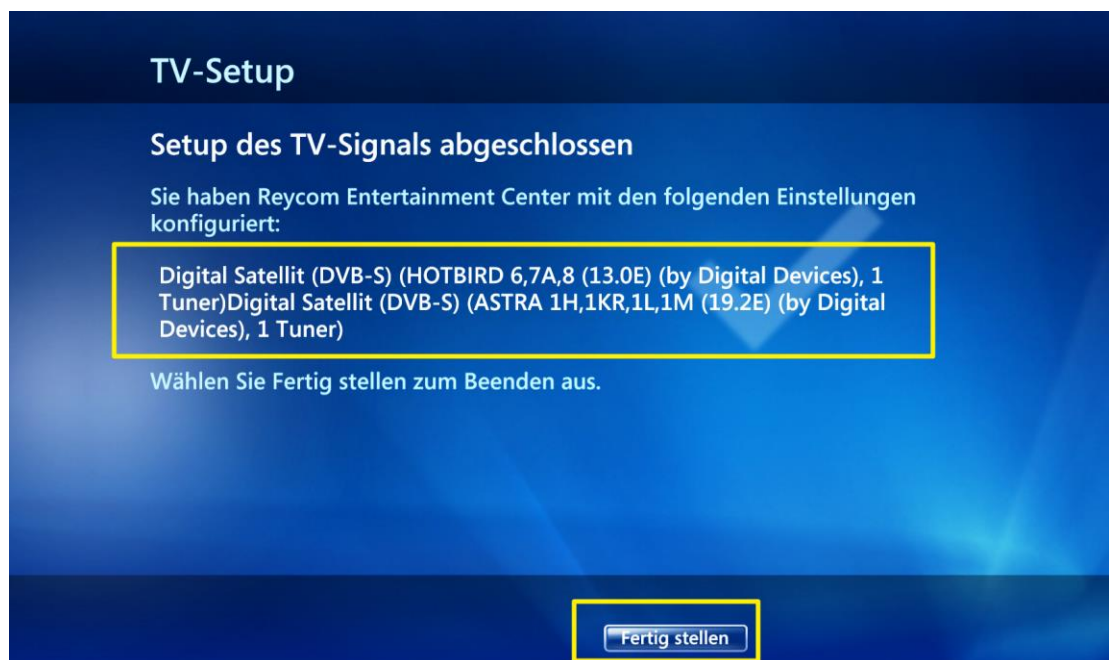 TV-Setup
Setup des TV-Signals abgeschlossen
Sie haben Reycom Entertainment Center mit den folgenden Einstellungen
konfiguriert:
Digital Satellit (DVB-S) (HOTBIRD 6,7A,8 (13.0E) (by Digital Devices), 1
Tuner)Digital Satellit (DVB-S) (ASTRA 1H,1KR,1L,1M (19.2E) (by Digital
Devices), 1 Tuner)
Wählen Sie Fertig stellen zum Beenden aus.
Fertig stellen